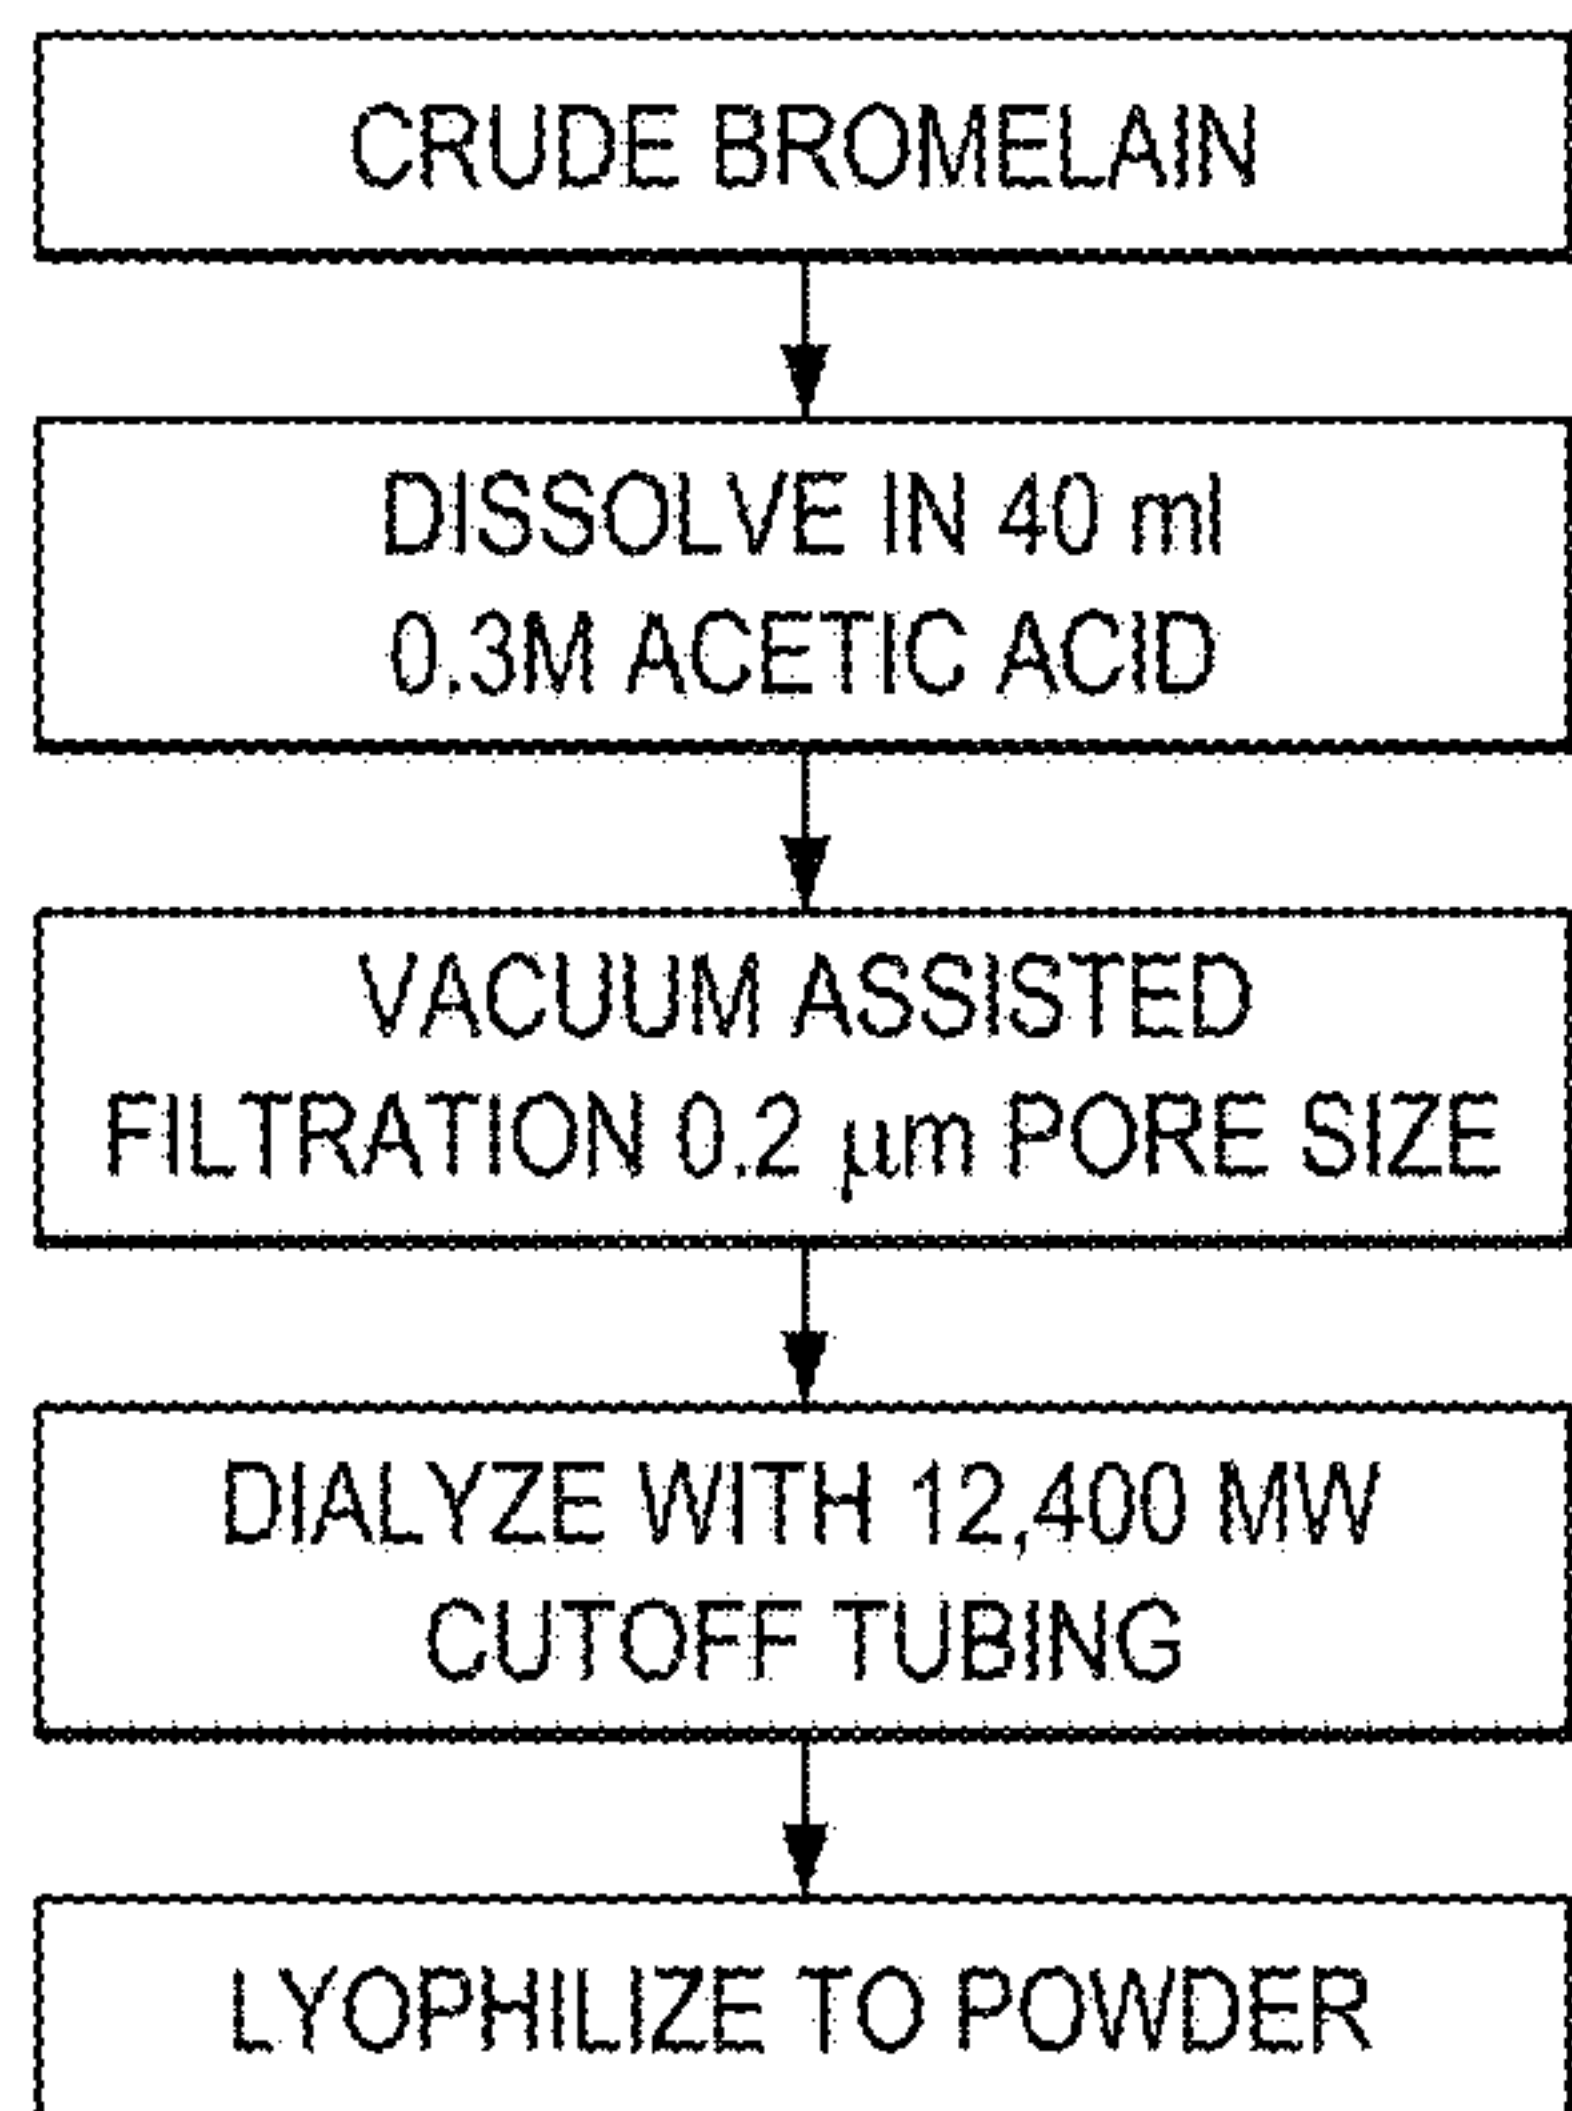 CRUDE BROMELAIN
DISSOLVE IN 40 ml
0.3M ACETIC ACID
VACUUM ASSISTED
FILTRATION 0.2 μm PORE SIZE
DIALYZE WITH 12,400 MW
CUTOFF TUBING
LYOPHILIZE TO POWDER